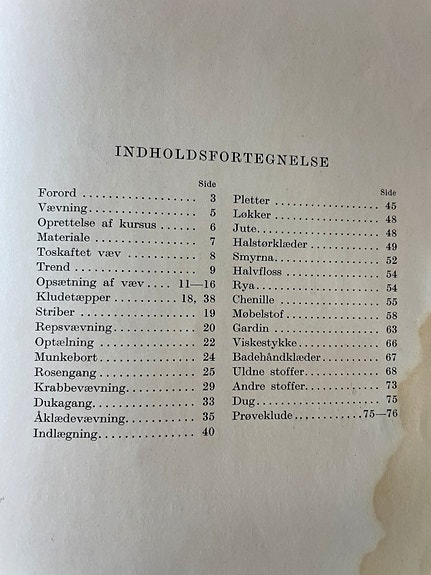 INDHOLDSFORTEGNELSE
Side
Forord .................. 3
Vævning................. 5
Oprettelse af kursus ...... 6
Materiale ................ 7
Toskaftet væv ........... 8
Trend ................... 9
Opsætning af væv.... 11—16
Kludetæpper ......... 18, 38
Striber ................... 19
Repsvævning............. 20
Optælning ............... 22
Munkebort............... 24
Rosengang............... 25
Krabbevævning........... 29
Dukagang................ 33
Åklædevævning........... 35
Indlægning............... 40
Side
Pletter .................. 45
Løkker .................. 48
Jute...................... 48
Halstørklæder............ 49
Smyrna.................. 52
Halvfloss ................ 54
Rya ..................... 54
Chenille ................. 55
Møbelstof ................ 58
Gardin .................. 63
Viskestykke .............. 66
Badehåndklæder.......... 67
Uldne stoffer............. 68
Andre stoffer............. 73
Dug...................... 75
Prøveklude...........75—76